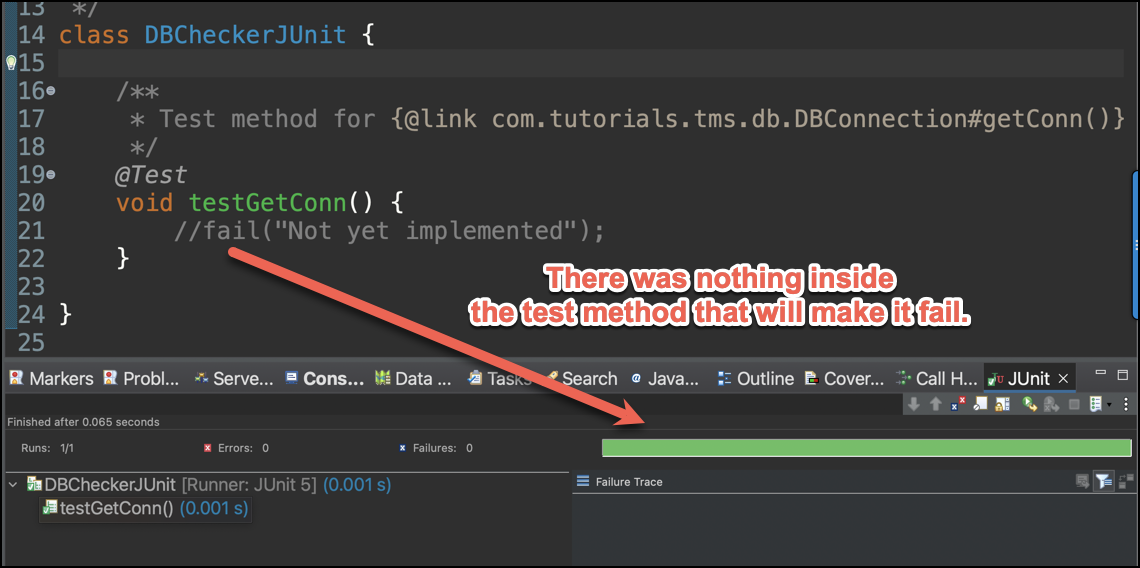 13 */
14 class DBCheckerJUnit {
15
16 /**
17 * Test method for {@link com.tutorials.tms.db.DBConnection#getConn()}
18 */
19 @Test
20 void testGetConn() {
21 //fail("Not yet implemented");
22 }
23
24 }
25
There was nothing inside
the test method that will make it fail.
Markers Probl... Serve... Cons... Data ... Tasks Search Java... Outline Cover... Call H... JUnit
Finished after 0.065 seconds
Runs: 1/1 Errors: 0 Failures: 0
DBCheckerJUnit [Runner: JUnit 5] (0.001 s)
testGetConn() (0.001 s)
Failure Trace